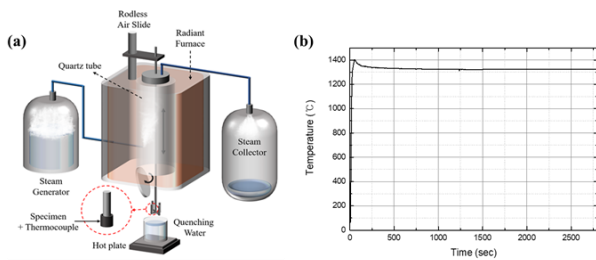 (a)
Rodless
Air Slide
Radiant
Furnace
Quartz tube
Steam
Generator
Steam
Collector
Specimen
+ Thermocouple
Quenching
Water
Hot plate
(b)
Temperature (℃)
1400
1200
1000
800
600
400
200
0
0
500
1000
1500
2000
2500
Time (sec)